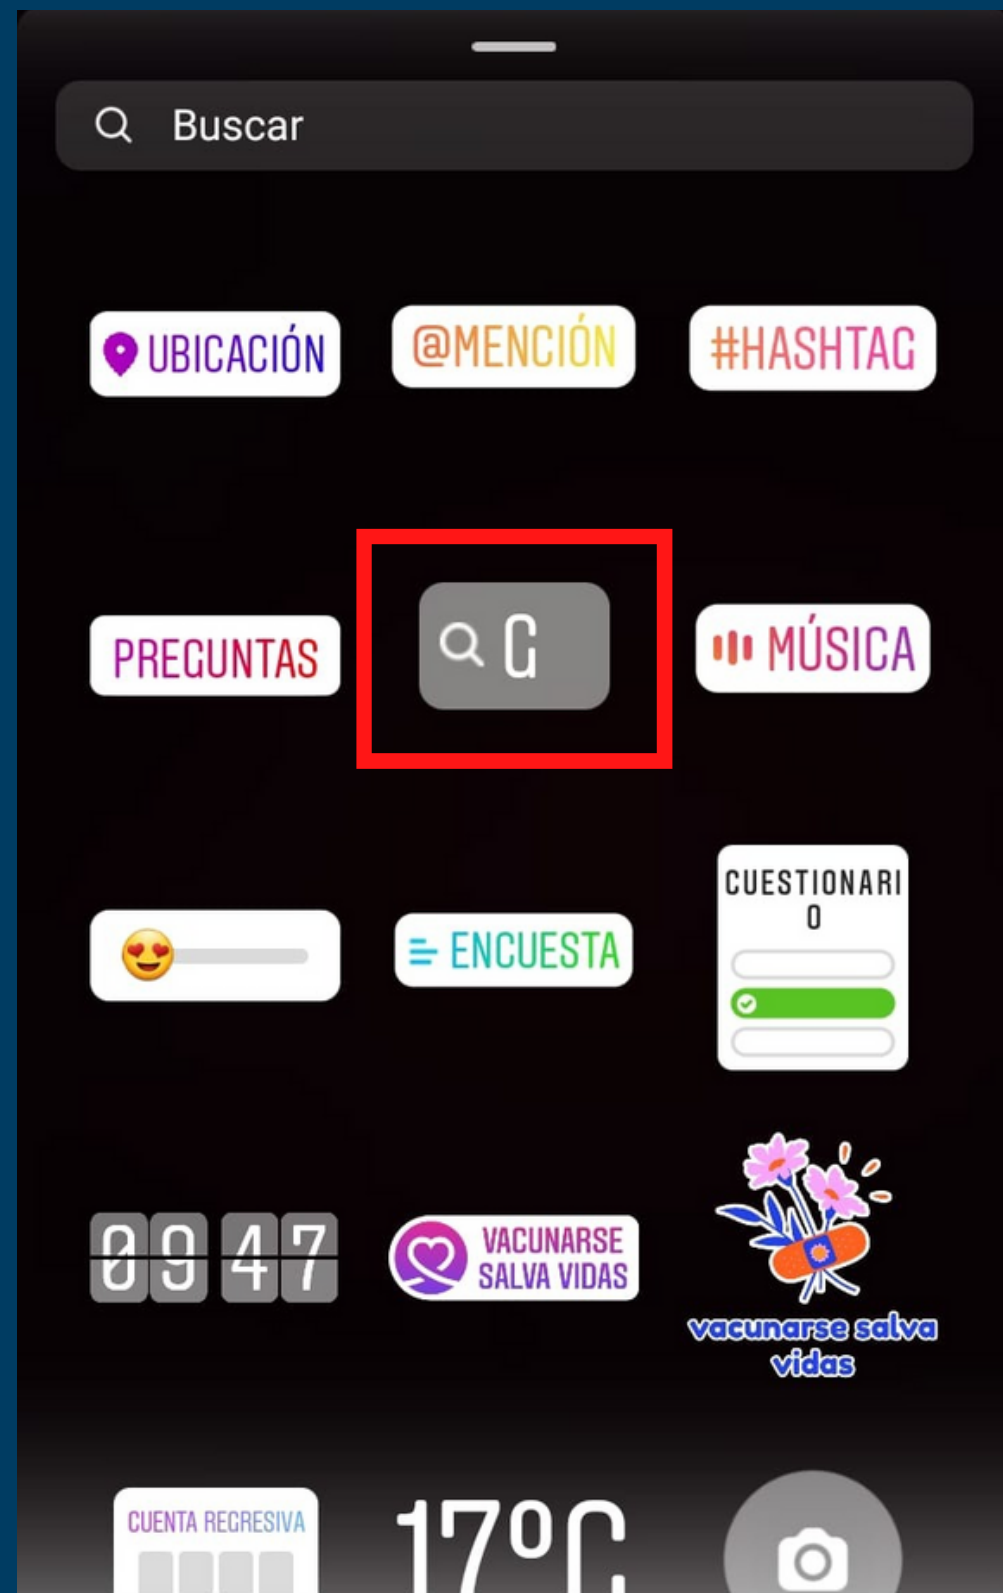 Buscar
UBICACIÓN
@MENCIÓN
#HASHTAG
PREGUNTAS
G
MÚSICA
ENCUESTA
CUESTIONARI
O
09 47
VACUNARSE
SALVA VIDAS
vacunarse salva
vidas
CUENTA REGRESIVA
17°C